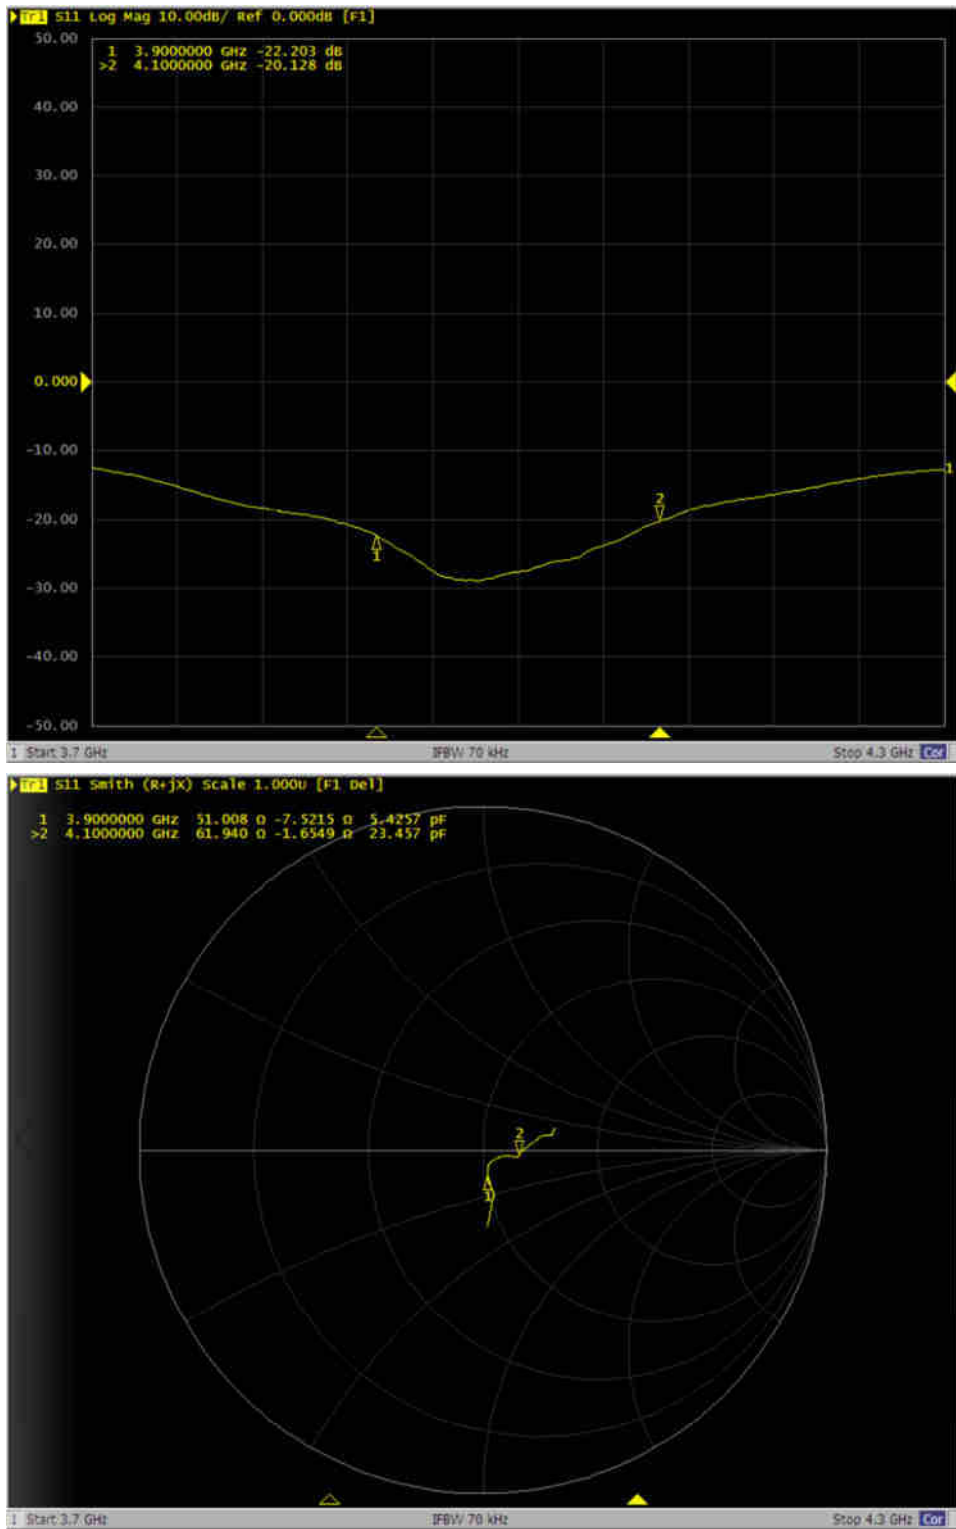 Tr1 S11 Log Mag 10.00dB/ Ref 0.000dB [F1]
50.00
1 3.9000000 GHz -22.203 dB
>2 4.1000000 GHz -20.128 dB
40.00
30.00
20.00
10.00
0.000
-10.00
1
2
-20.00
1
-30.00
-40.00
-50.00
1 Start 3.7 GHz IFBW 70 kHz Stop 4.3 GHz Cor
Tr1 S11 Smith (R+jX) Scale 1.000U [F1 Del]
1 3.9000000 GHz 51.008 Ω -7.5215 Ω 5.4257 pF
>2 4.1000000 GHz 61.940 Ω -1.6549 Ω 23.457 pF
2
1
1 Start 3.7 GHz IFBW 70 kHz Stop 4.3 GHz Cor